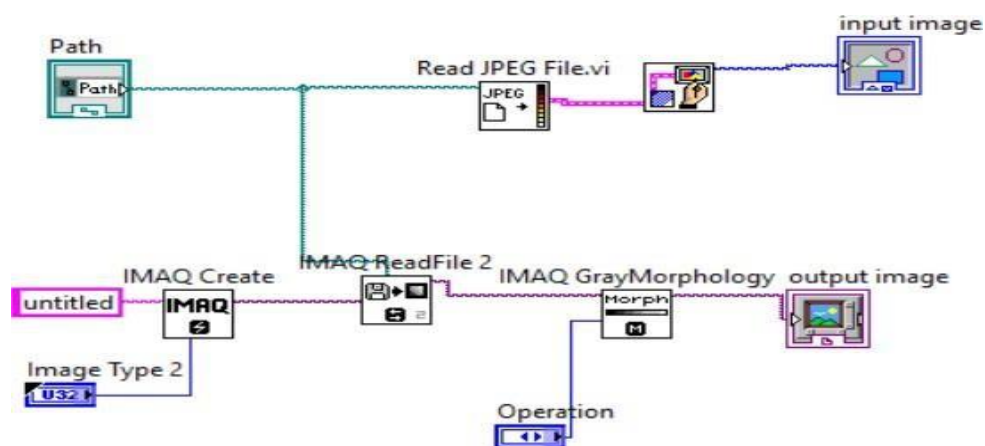 input image
Path
Path
Read JPEG File.vi
JPEG
IMAQ Create
IMAQ ReadFile 2
IMAQ GrayMorphology
output image
untitled
IMAQ
2
Morph
M
Image Type 2
U32
Operation